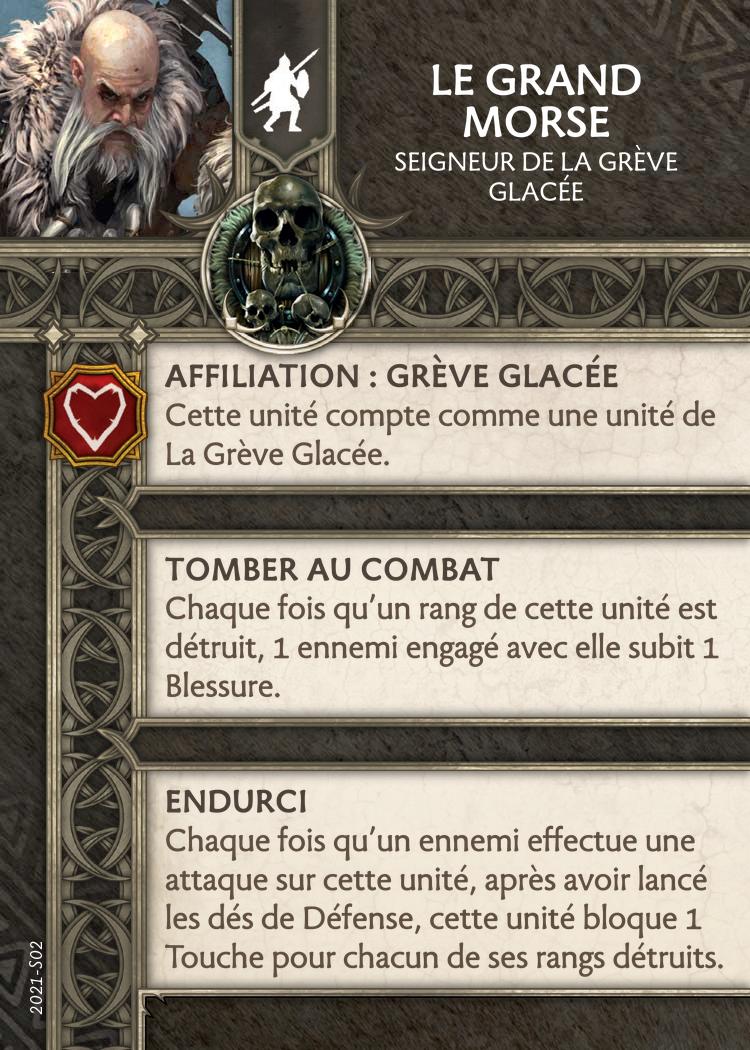 LE GRAND
MORSE
SEIGNEUR DE LA GRÈVE
GLACÉE
AFFILIATION : GRÈVE GLACÉE
Cette unité compte comme une unité de
La Grève Glacée.
TOMBER AU COMBAT
Chaque fois qu’un rang de cette unité est
détruit, 1 ennemi engagé avec elle subit 1
Blessure.
ENDURCI
Chaque fois qu’un ennemi effectue une
attaque sur cette unité, après avoir lancé
les dés de Défense, cette unité bloque 1
Touche pour chacun de ses rangs détruits.
2021-S02